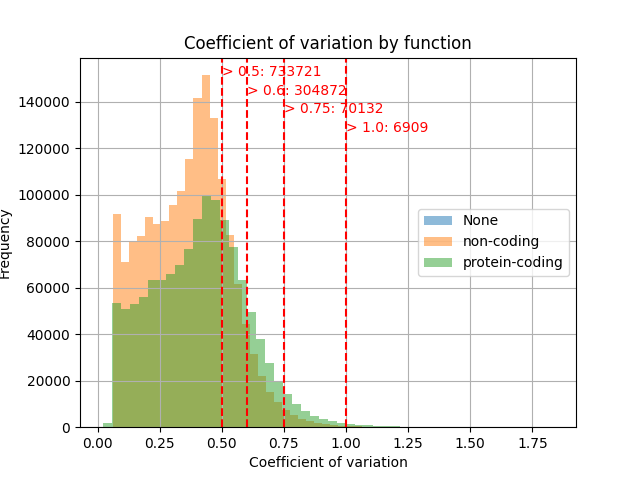 Coefficient of variation by function
> 0.5: 733721
> 0.6: 304872
> 0.75: 70132
> 1.0: 6909
140000
120000
100000
80000
60000
40000
20000
0
Frequency
None
non-coding
protein-coding
0.00 0.25 0.50 0.75 1.00 1.25 1.50 1.75
Coefficient of variation